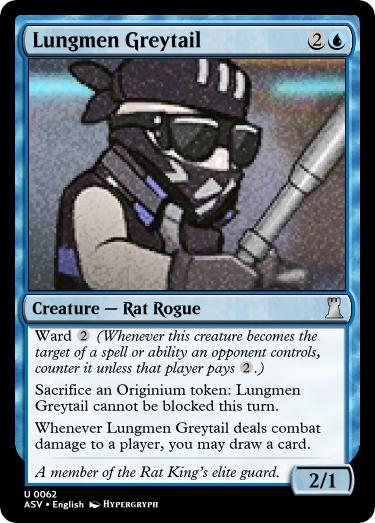 Lungmen Greytail 2
Creature — Rat Rogue
Ward 2 (Whenever this creature becomes the
target of a spell or ability an opponent controls,
counter it unless that player pays 2.)
Sacrifice an Originium token: Lungmen
Greytail cannot be blocked this turn.
Whenever Lungmen Greytail deals combat
damage to a player, you may draw a card.
A member of the Rat King's elite guard.
2/1
U 0062
ASV • English HYPERGRYPH